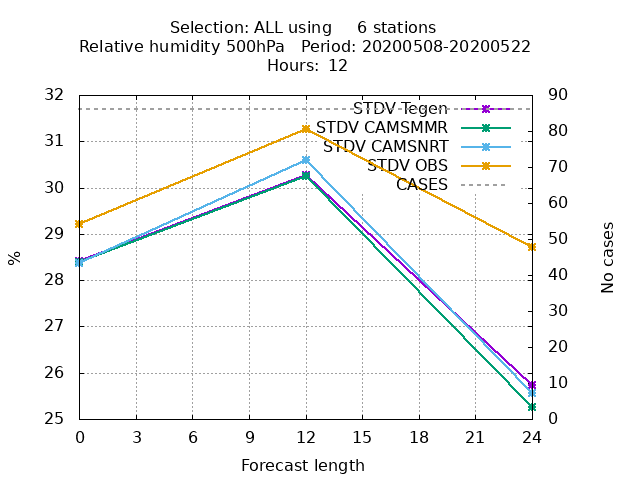 Selection: ALL using     6 stations
Relative humidity 500hPa   Period: 20200508-20200522
Hours: 12
32 90
STDV Tegen
STDV CAMSMMR
STDV CAMSNRT
STDV OBS
CASES
31 80
30 70
29 60
28 50
27 40
26 30
25 20
10
0
%
No cases
0 3 6 9 12 15 18 21 24
Forecast length